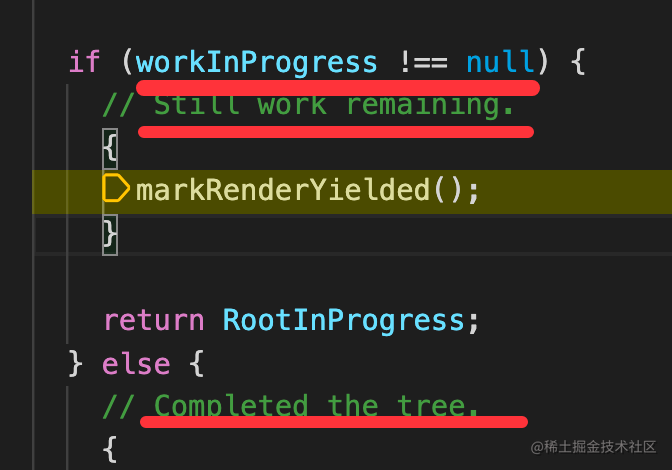 if (workInProgress !== null) {
// Still work remaining.
{
markRenderYielded();
}
return RootInProgress;
} else {
// Completed the tree.
{
@稀土掘金技术社区